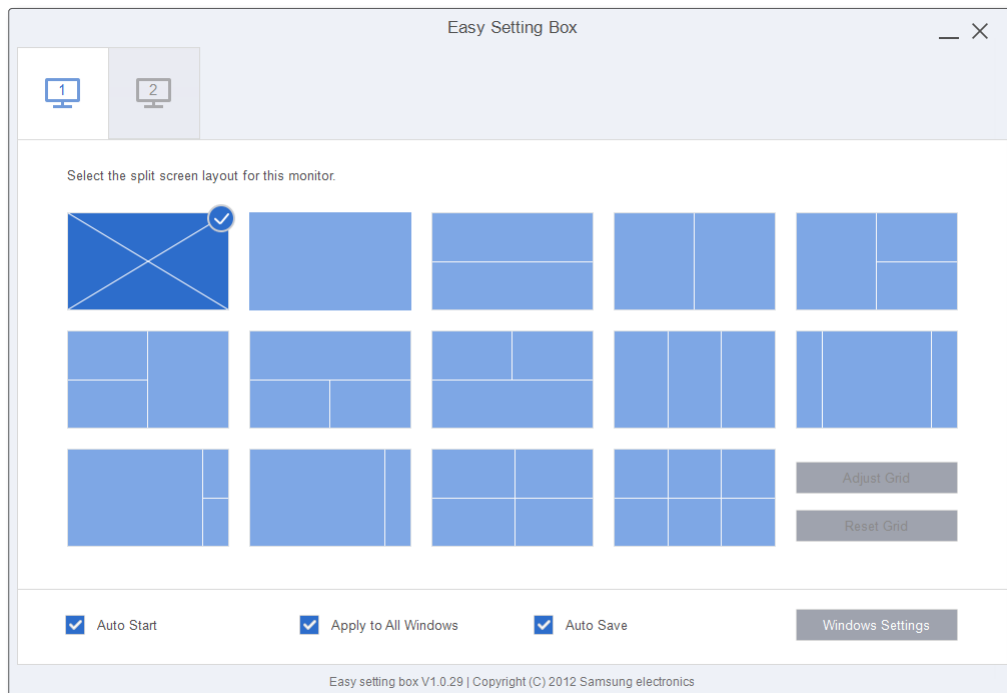 Easy Setting Box
1
2
Select the split screen layout for this monitor.
Adjust Grid
Reset Grid
Auto Start
Apply to All Windows
Auto Save
Windows Settings
Easy setting box V1.0.29 | Copyright (C) 2012 Samsung electronics